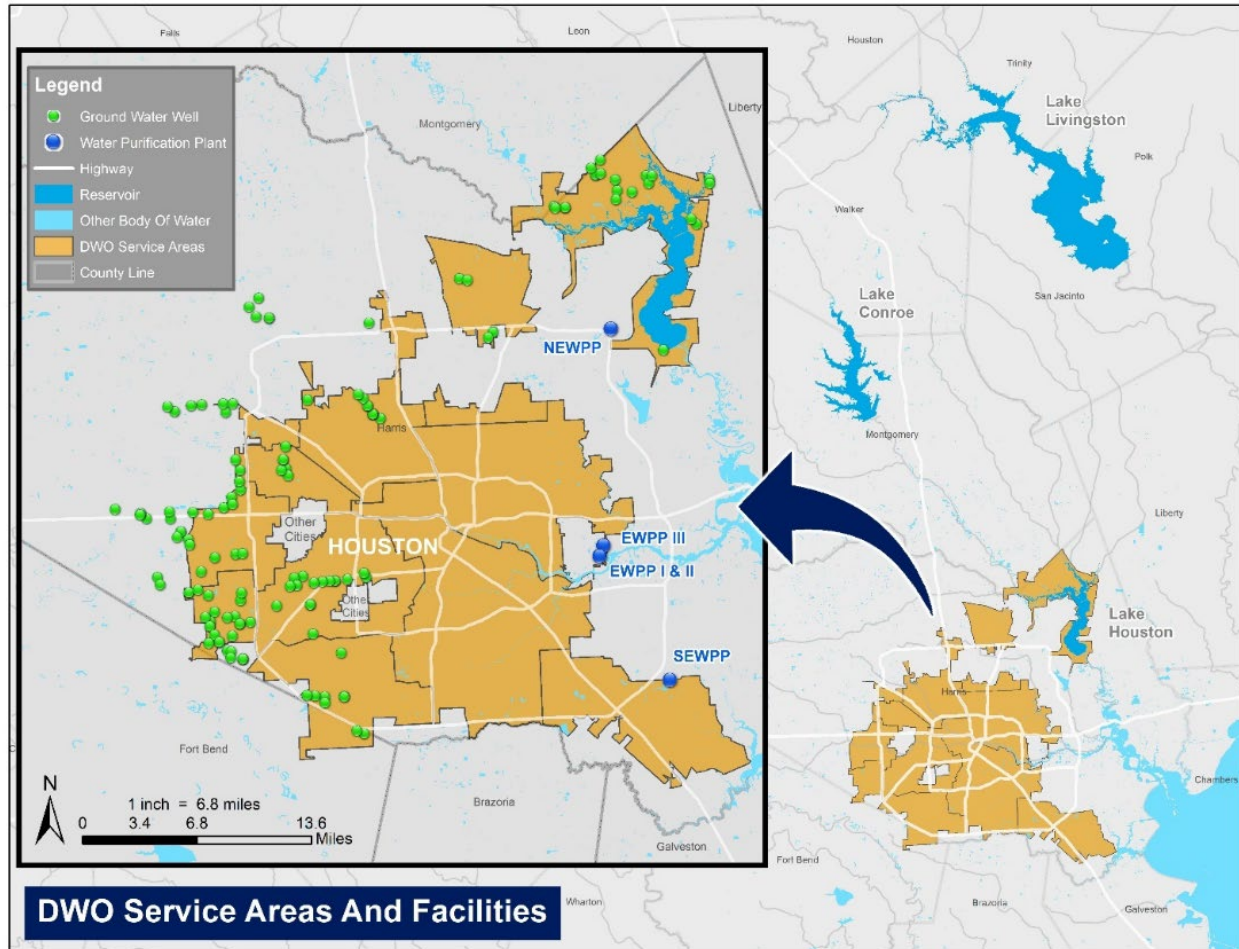 Falls
Leon
Houston
Trinity
Lake
Livingston
Polk
Walker
San Jacinto
Lake
Conroe
Montgomery
Liberty
Lake
Houston
Harris
Chambers
Fort Bend
Wharton
Brazoria
Galveston
Legend
Ground Water Well
Water Purification Plant
Highway
Reservoir
Other Body Of Water
DWO Service Areas
County Line
Montgomery
Liberty
NEWPP
Harris
Other
Cities
HOUSTON
EWPP III
EWPP I & II
Other
Cities
SEWPP
Fort Bend
Brazoria
Galveston
N
1 inch = 6.8 miles
0 3.4 6.8 13.6
Miles
DWO Service Areas And Facilities